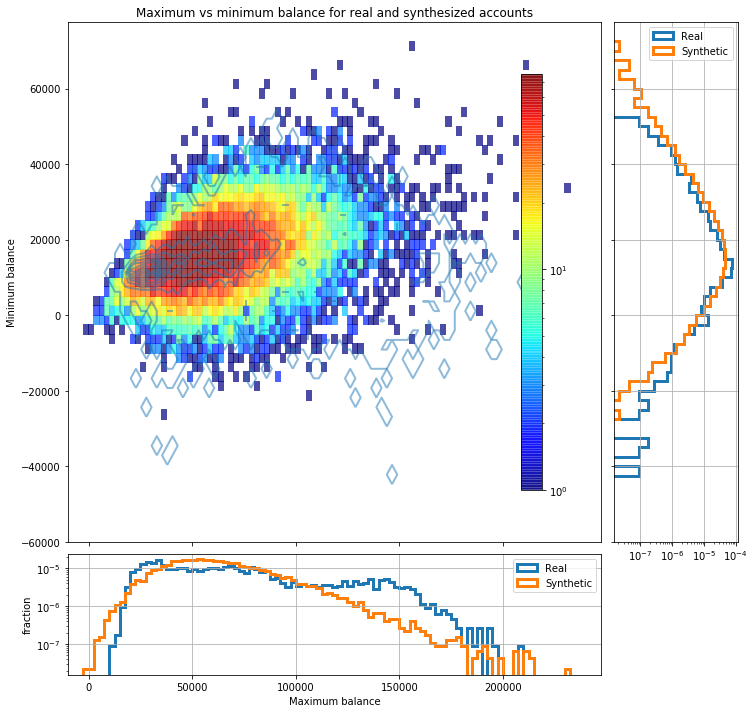 Maximum vs minimum balance for real and synthesized accounts
Real
Synthetic
60000
40000
20000
0
−20000
−40000
−60000
Minimum balance
10¹
10⁰
10⁻⁷ 10⁻⁶ 10⁻⁵ 10⁻⁴
Real
Synthetic
10⁻⁵
10⁻⁶
10⁻⁷
fraction
0 50000 100000 150000 200000
Maximum balance